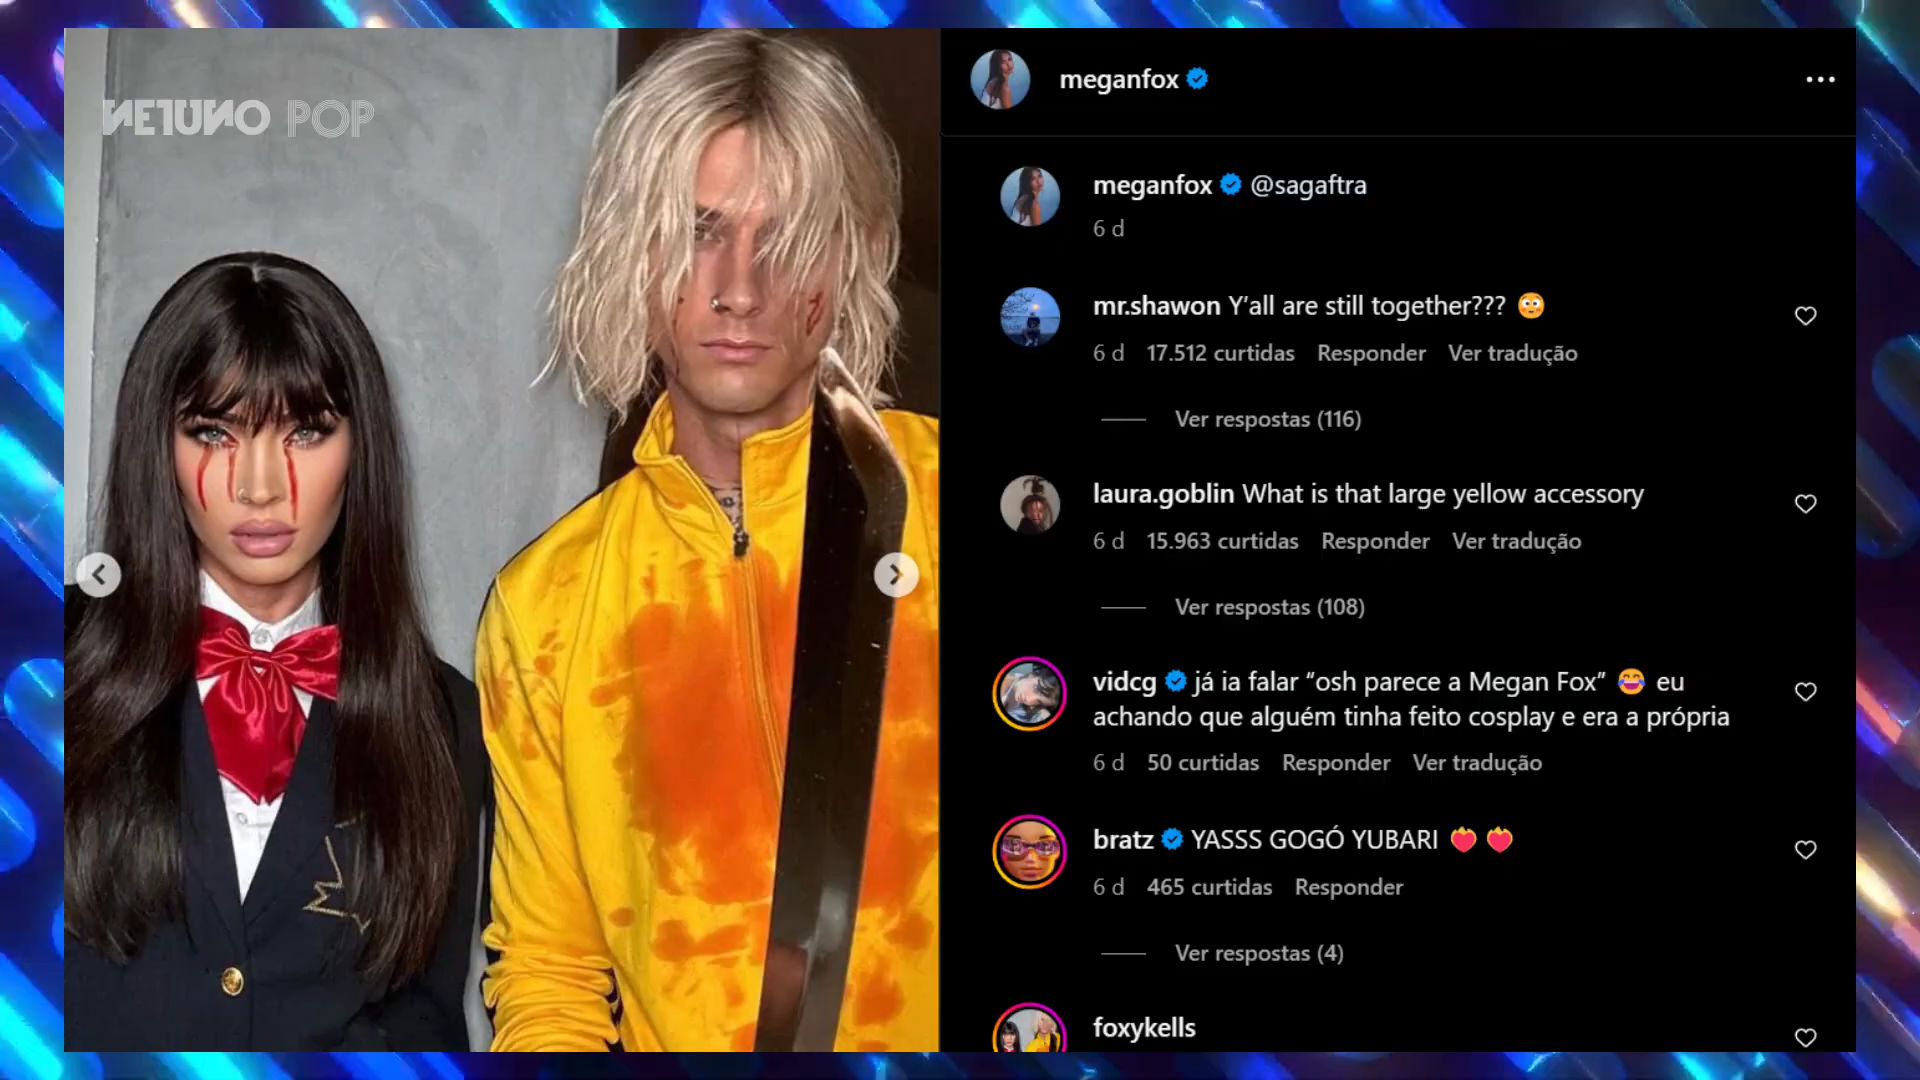 NETUNO POP
meganfox
meganfox @sagaftra
6 d
mr.shawon Y'all are still together??? 😳
6 d 17.512 curtidas Responder Ver tradução
Ver respostas (116)
laura.goblin What is that large yellow accessory
6 d 15.963 curtidas Responder Ver tradução
Ver respostas (108)
vidcg já ia falar “osh parece a Megan Fox” 😂 eu
achando que alguém tinha feito cosplay e era a própria
6 d 50 curtidas Responder Ver tradução
bratz YASSS GOGÓ YUBARI ❤️‍🔥 ❤️‍🔥
6 d 465 curtidas Responder
Ver respostas (4)
foxykells